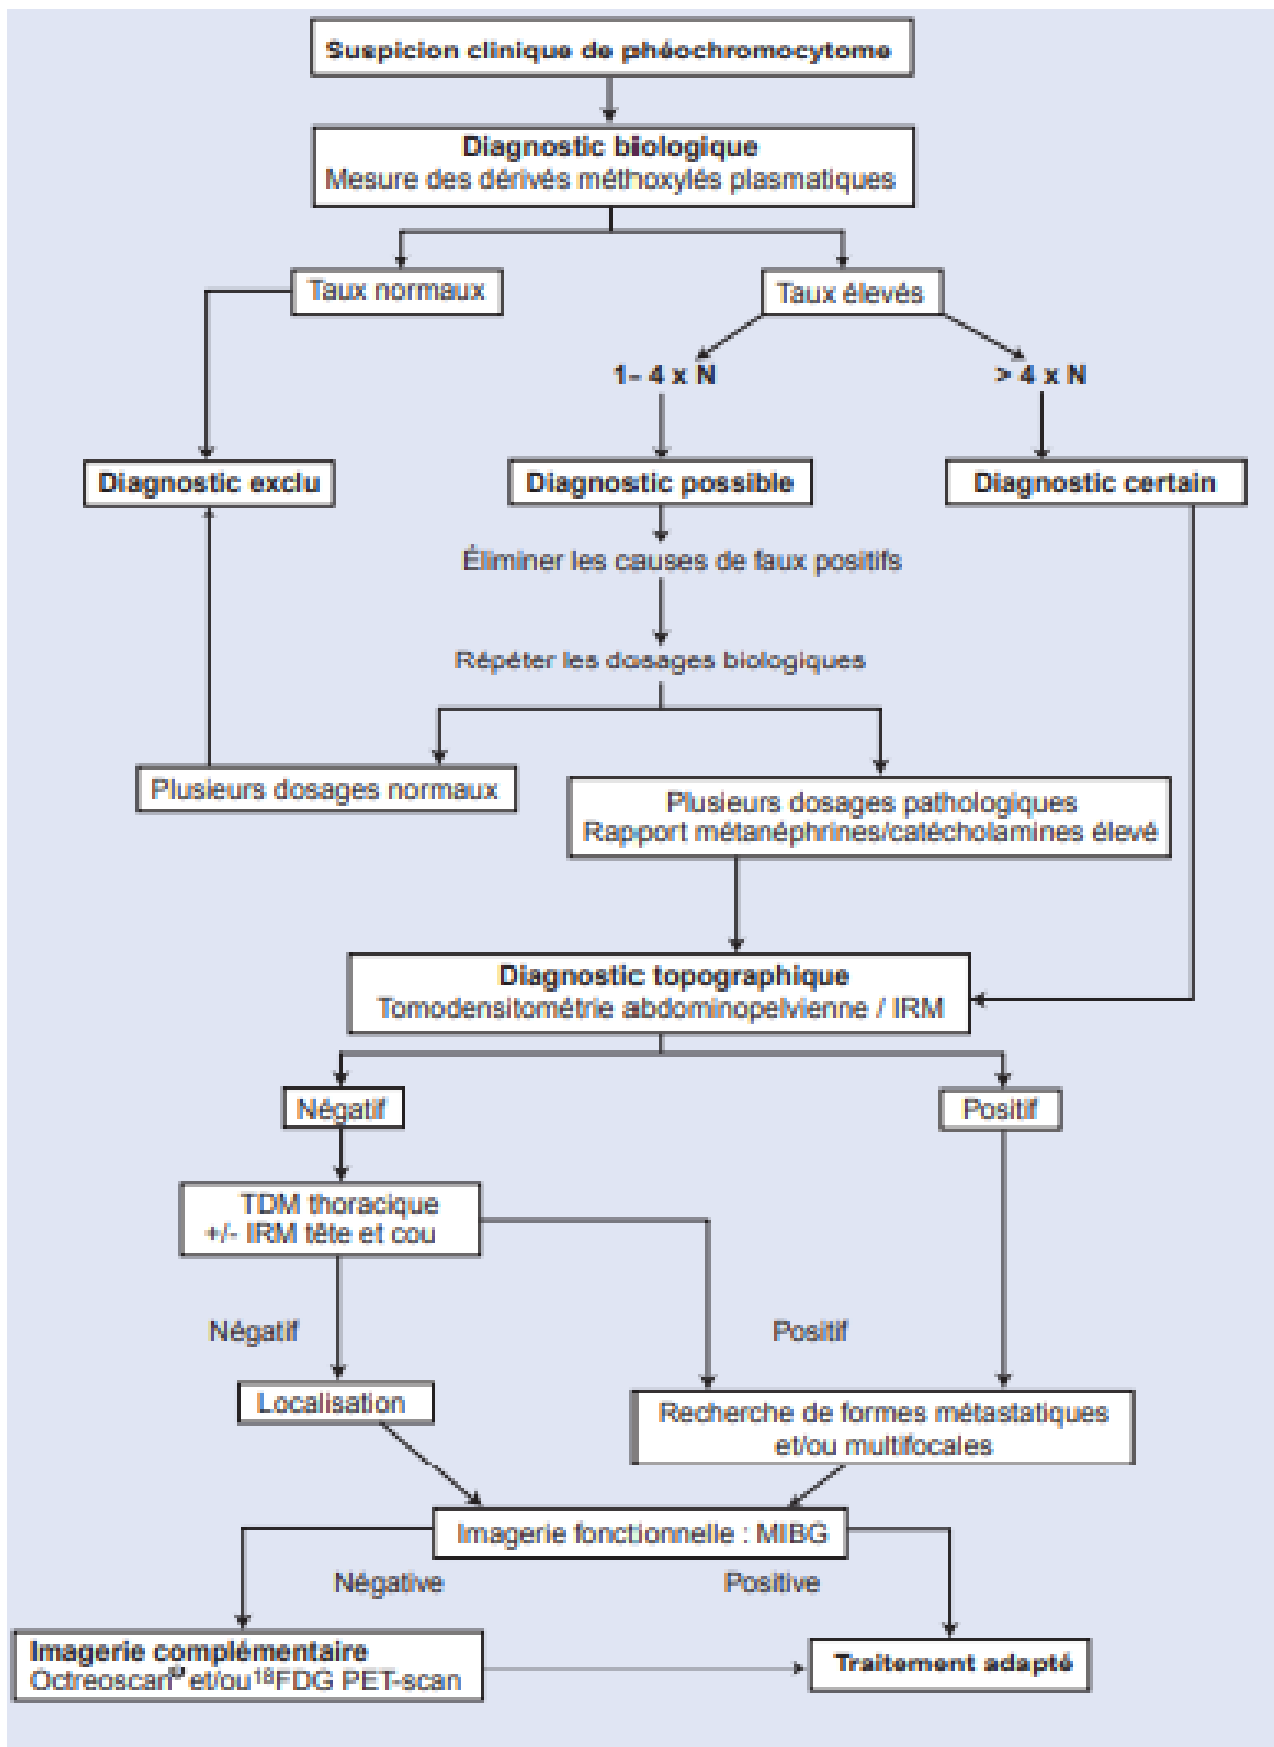 Suspicion clinique de phéochromocytome
Diagnostic biologique
Mesure des dérivés méthoxylés plasmatiques
Taux normaux
Taux élevés
1– 4 x N
> 4 x N
Diagnostic exclu
Diagnostic possible
Diagnostic certain
Éliminer les causes de faux positifs
Répéter les dosages biologiques
Plusieurs dosages normaux
Plusieurs dosages pathologiques
Rapport métanéphrines/catécholamines élevé
Diagnostic topographique
Tomodensitométrie abdominopelvienne / IRM
Négatif
Positif
TDM thoracique
+/- IRM tête et cou
Négatif
Positif
Localisation
Recherche de formes métastatiques
et/ou multifocales
Imagerie fonctionnelle : MIBG
Négative
Positive
Imagerie complémentaire
Octreoscan® et/ou ¹⁸FDG PET-scan
Traitement adapté